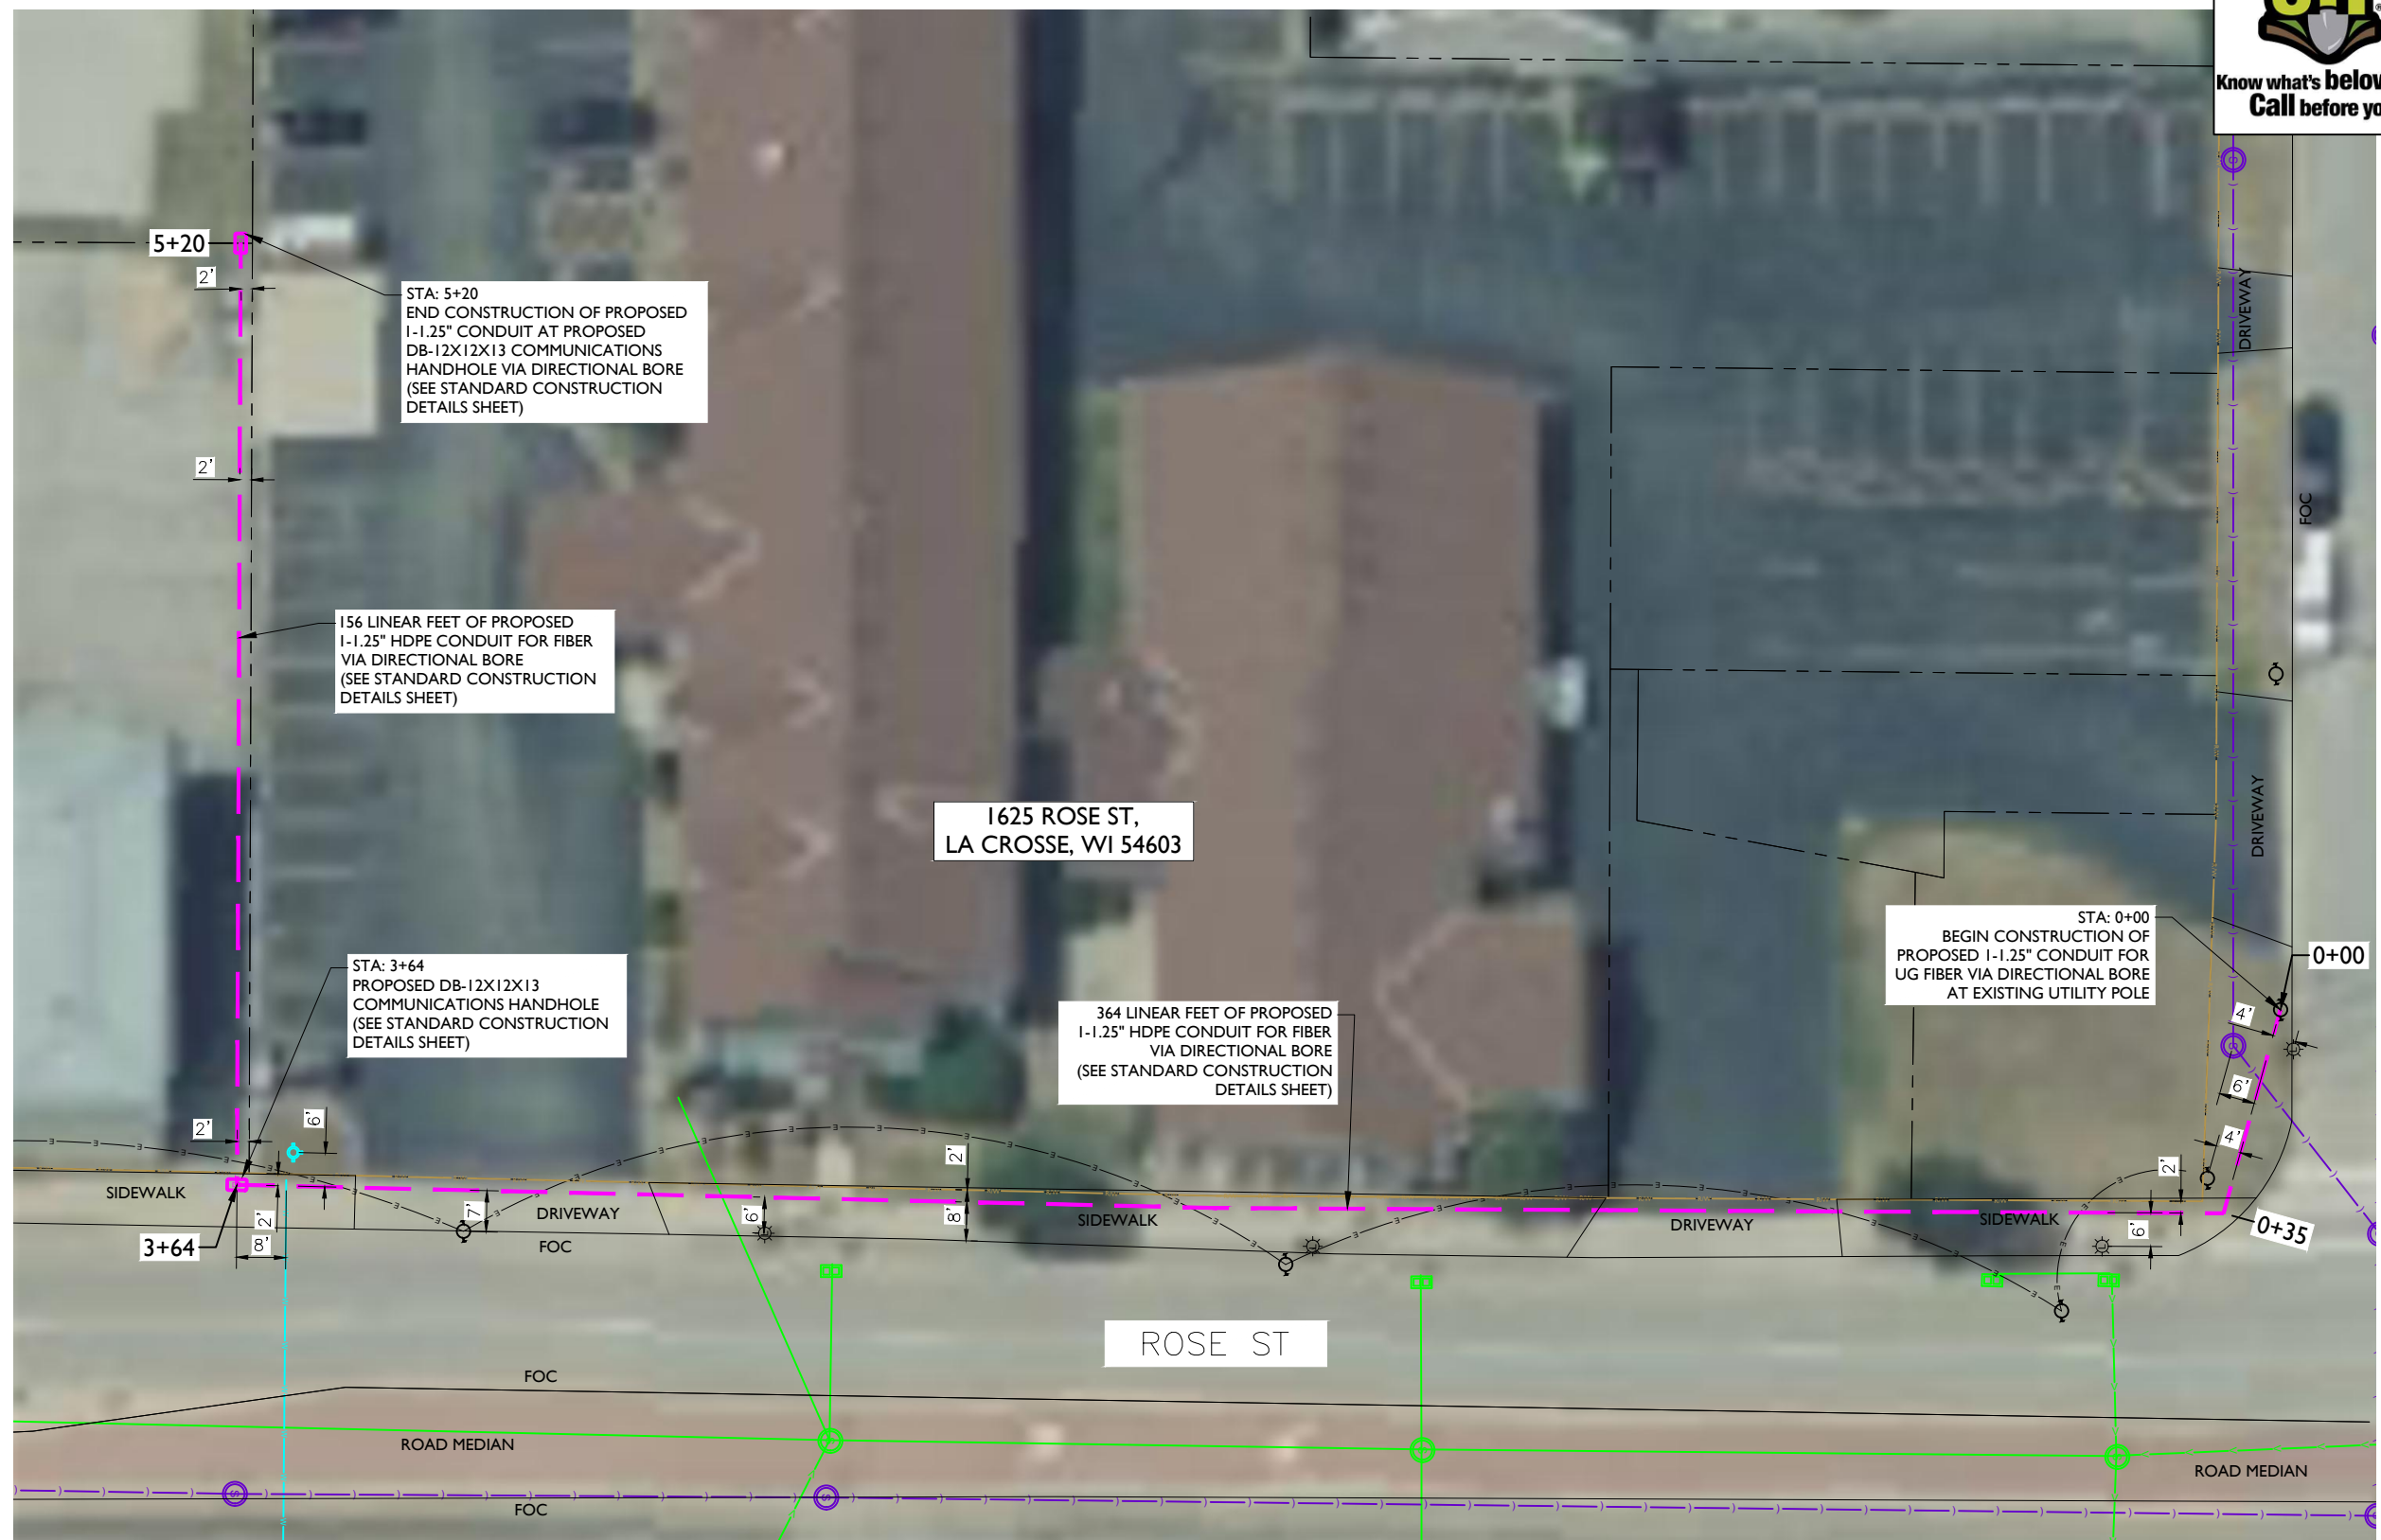 Know what's below
Call before yo
5+20
2'
STA: 5+20
END CONSTRUCTION OF PROPOSED
1-1.25" CONDUIT AT PROPOSED
DB-12X12X13 COMMUNICATIONS
HANDHOLE VIA DIRECTIONAL BORE
(SEE STANDARD CONSTRUCTION
DETAILS SHEET)
DRIVEWAY
2'
FOC
156 LINEAR FEET OF PROPOSED
1-1.25" HDPE CONDUIT FOR FIBER
VIA DIRECTIONAL BORE
(SEE STANDARD CONSTRUCTION
DETAILS SHEET)
1625 ROSE ST,
LA CROSSE, WI 54603
DRIVEWAY
STA: 0+00
BEGIN CONSTRUCTION OF
PROPOSED 1-1.25" CONDUIT FOR
UG FIBER VIA DIRECTIONAL BORE
AT EXISTING UTILITY POLE
0+00
STA: 3+64
PROPOSED DB-12X12X13
COMMUNICATIONS HANDHOLE
(SEE STANDARD CONSTRUCTION
DETAILS SHEET)
364 LINEAR FEET OF PROPOSED
1-1.25" HDPE CONDUIT FOR FIBER
VIA DIRECTIONAL BORE
(SEE STANDARD CONSTRUCTION
DETAILS SHEET)
4'
6'
4'
2'
6'
2'
2'
SIDEWALK
2'
7'
DRIVEWAY
6'
8'
SIDEWALK
DRIVEWAY
SIDEWALK
6'
0+35
3+64
8'
FOC
ROSE ST
FOC
ROAD MEDIAN
ROAD MEDIAN
FOC